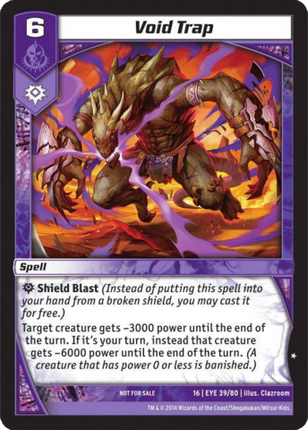 6
Void Trap
Spell
Shield Blast (Instead of putting this spell into
your hand from a broken shield, you may cast it
for free.)
Target creature gets -3000 power until the end of
the turn. If it's your turn, instead that creature
gets -6000 power until the end of the turn. (A
creature that has power 0 or less is banished.)
NOT FOR SALE
16 | EYE 39/80 | illus. Clazroom
TM & © 2014 Wizards of the Coast/Shogakukan/Mitsui-Kids.